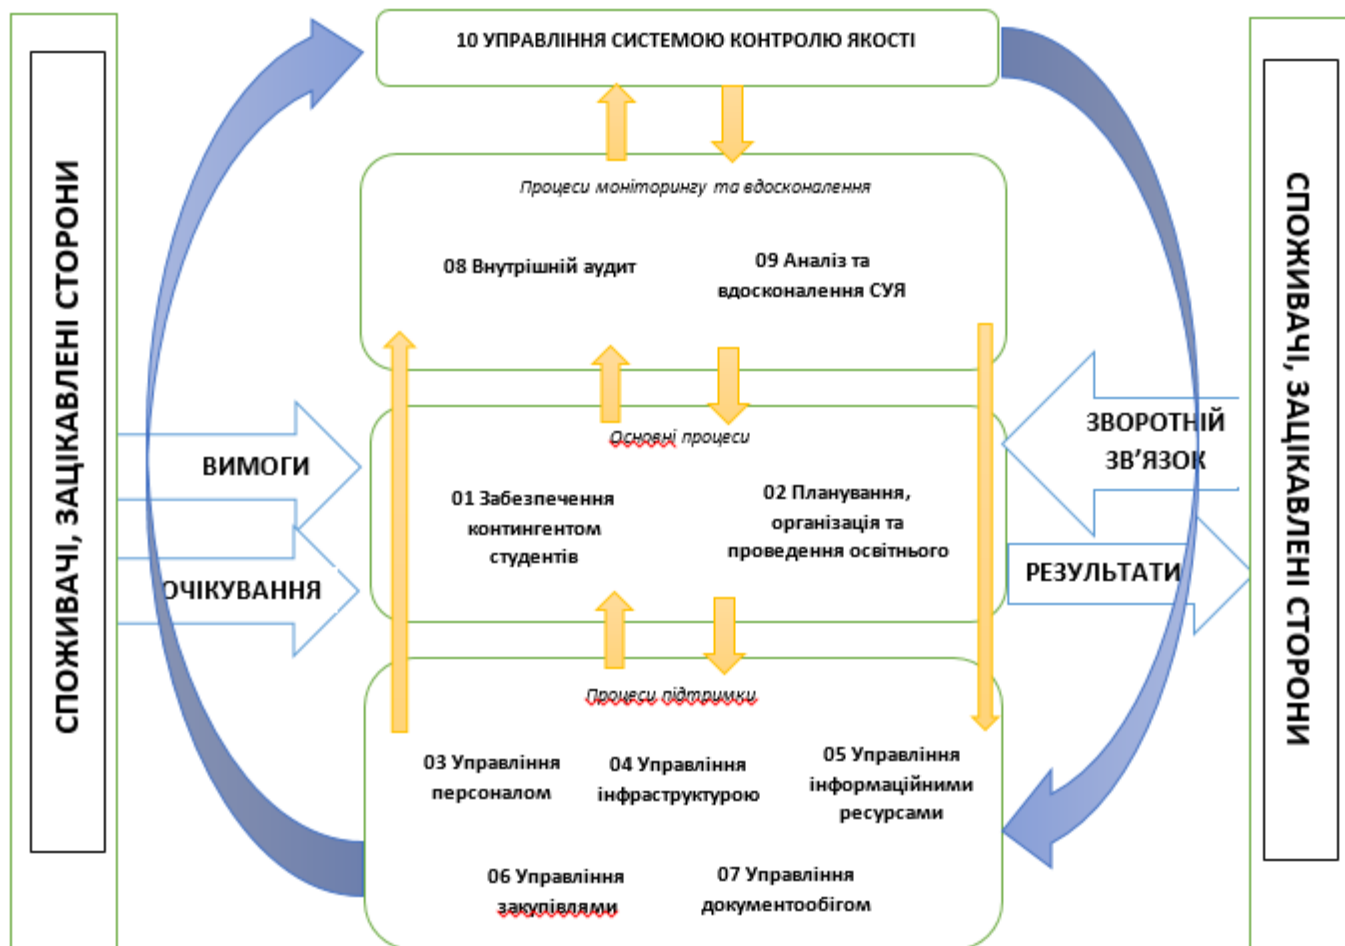 10 УПРАВЛІННЯ СИСТЕМОЮ КОНТРОЛЮ ЯКОСТІ
СПОЖИВАЧІ, ЗАЦІКАВЛЕНІ СТОРОНИ
Процеси моніторингу та вдосконалення
08 Внутрішній аудит
09 Аналіз та
вдосконалення СУЯ
ВИМОГИ
ОЧІКУВАННЯ
Основні процеси
01 Забезпечення
контингентом
студентів
02 Планування,
організація та
проведення освітнього
ЗВОРОТНІЙ
ЗВ’ЯЗОК
РЕЗУЛЬТАТИ
Процеси підтримки
03 Управління
персоналом
04 Управління
інфраструктурою
05 Управління
інформаційними
ресурсами
06 Управління
закупівлями
07 Управління
документообігом
СПОЖИВАЧІ, ЗАЦІКАВЛЕНІ СТОРОНИ